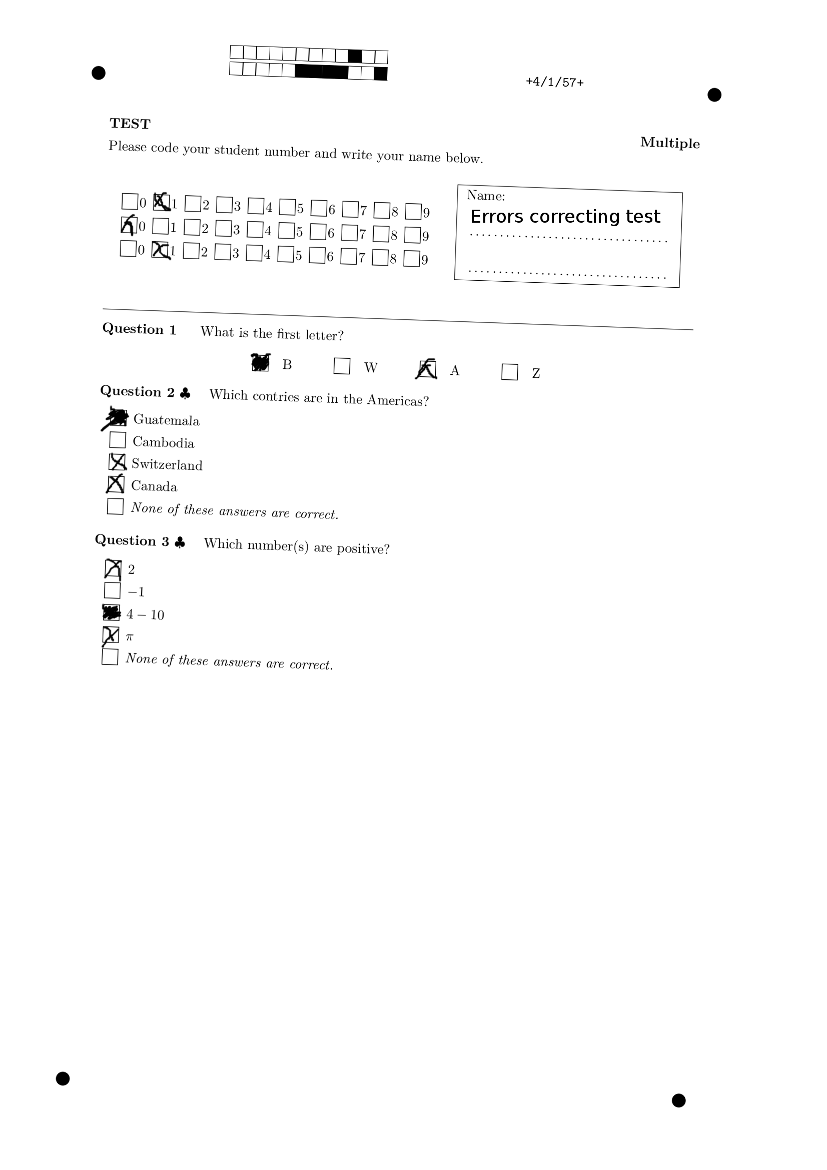 +4/1/57+
TEST
Multiple
Please code your student number and write your name below.
0 1 2 3 4 5 6 7 8 9
0 1 2 3 4 5 6 7 8 9
0 1 2 3 4 5 6 7 8 9
Name:
Errors correcting test
Question 1 What is the first letter?
B W A Z
Question 2 ♣ Which contries are in the Americas?
Guatemala
Cambodia
Switzerland
Canada
None of these answers are correct.
Question 3 ♣ Which number(s) are positive?
2
−1
4 − 10
π
None of these answers are correct.